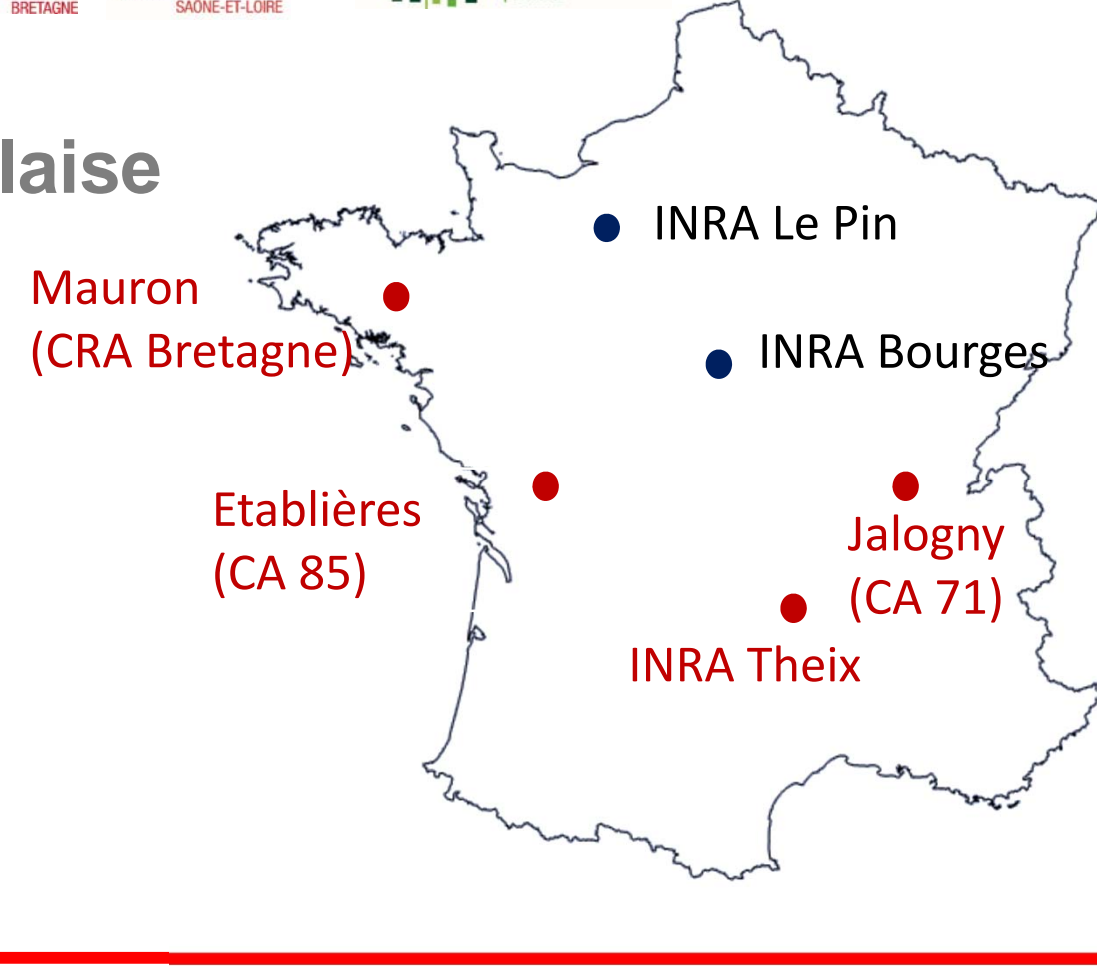 BRETAGNE
SAÔNE-ET-LOIRE
laise
INRA Le Pin
Mauron
(CRA Bretagne)
INRA Bourges
Etablières
(CA 85)
Jalogny
(CA 71)
INRA Theix